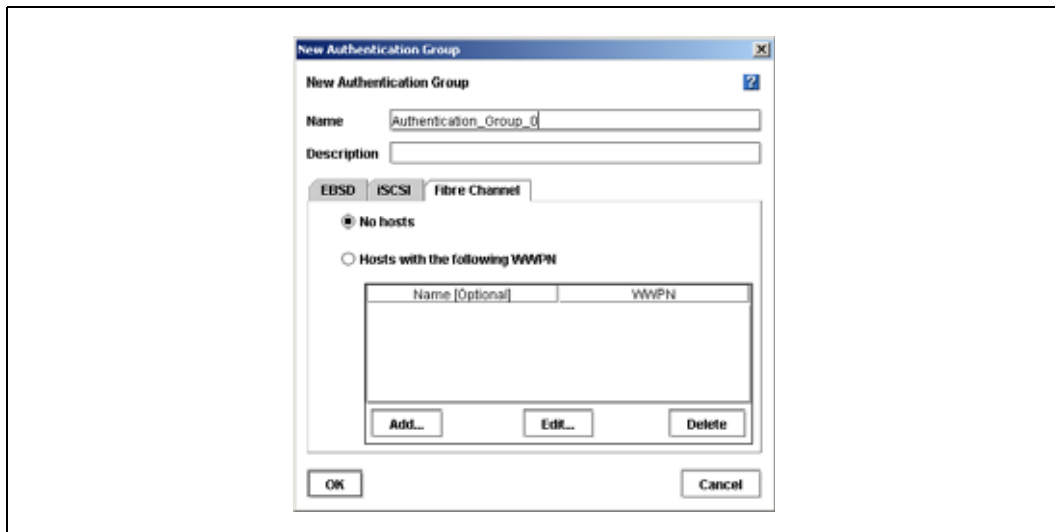 New Authentication Group
New Authentication Group
Name Authentication_Group_0
Description
EBSD iSCSI Fibre Channel
No hosts
Hosts with the following WWPN
Name [Optional] WWPN
Add... Edit... Delete
OK Cancel